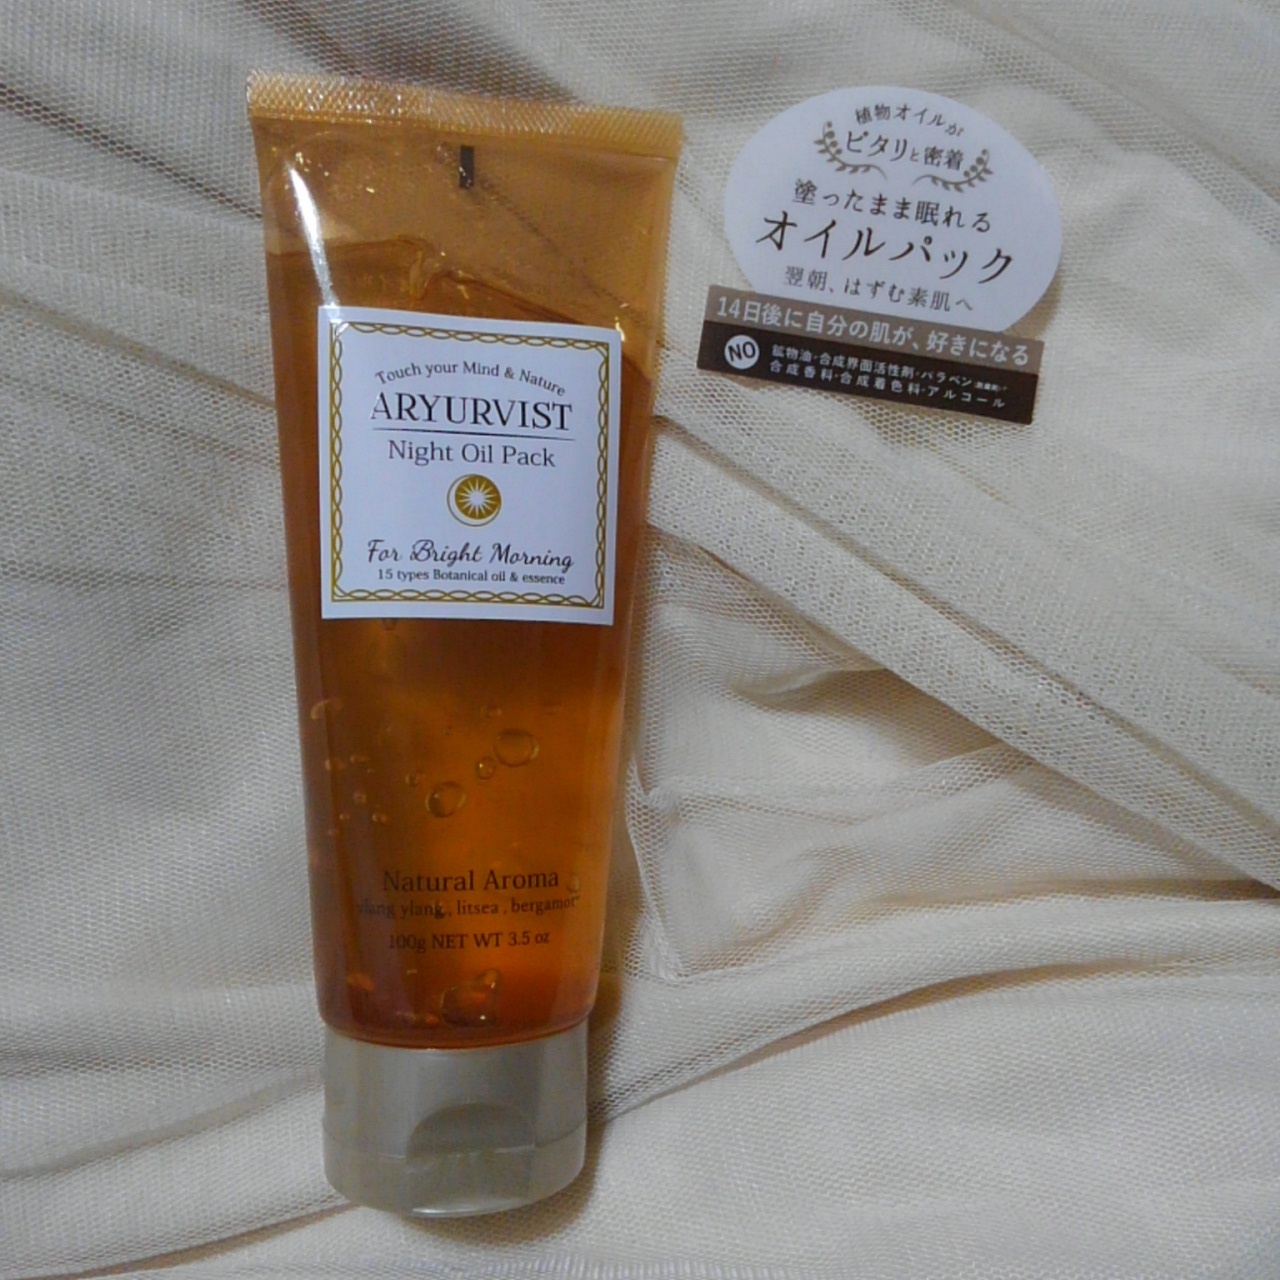 Touch your Mind & Nature
ARYURVIST
Night Oil Pack
For Bright Morning
15 types Botanical oil & essence
Natural Aroma
ylang ylang , litsea , bergamot
100g NET WT 3.5 oz
植物オイルが
ピタリと密着
塗ったまま眠れる
オイルパック
翌朝、はずむ素肌へ
14日後に自分の肌が、好きになる
NO
鉱物油・合成界面活性剤・パラベン
合成香料・合成着色料・アルコール